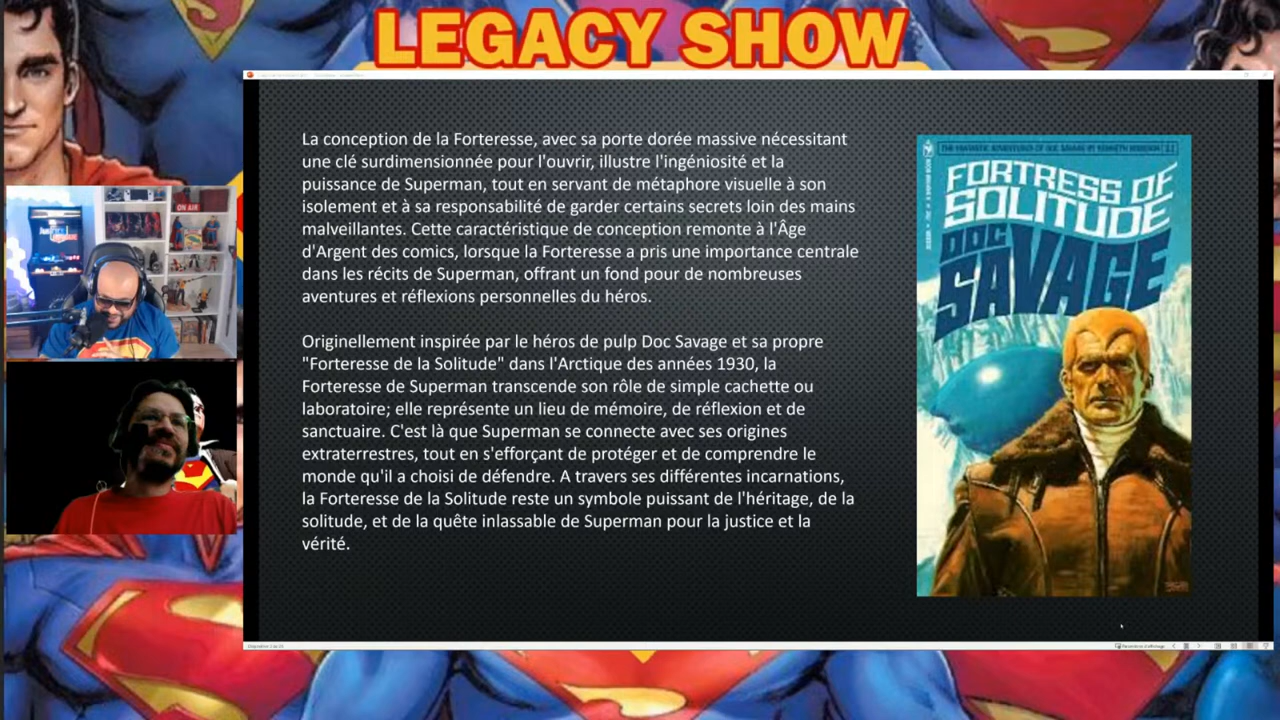 LEGACY SHOW
La conception de la Forteresse, avec sa porte dorée massive nécessitant
une clé surdimensionnée pour l'ouvrir, illustre l'ingéniosité et la
puissance de Superman, tout en servant de métaphore visuelle à son
isolement et à sa responsabilité de garder certains secrets loin des mains
malveillantes. Cette caractéristique de conception remonte à l'Âge
d'Argent des comics, lorsque la Forteresse a pris une importance centrale
dans les récits de Superman, offrant un fond pour de nombreuses
aventures et réflexions personnelles du héros.
Originellement inspirée par le héros de pulp Doc Savage et sa propre
"Forteresse de la Solitude" dans l'Arctique des années 1930, la
Forteresse de Superman transcende son rôle de simple cachette ou
laboratoire; elle représente un lieu de mémoire, de réflexion et de
sanctuaire. C'est là que Superman se connecte avec ses origines
extraterrestres, tout en s'efforçant de protéger et de comprendre le
monde qu'il a choisi de défendre. A travers ses différentes incarnations,
la Forteresse de la Solitude reste un symbole puissant de l'héritage, de la
solitude, et de la quête inlassable de Superman pour la justice et la
vérité.
FORTRESS OF
SOLITUDE
DOC
SAVAGE
ON AIR